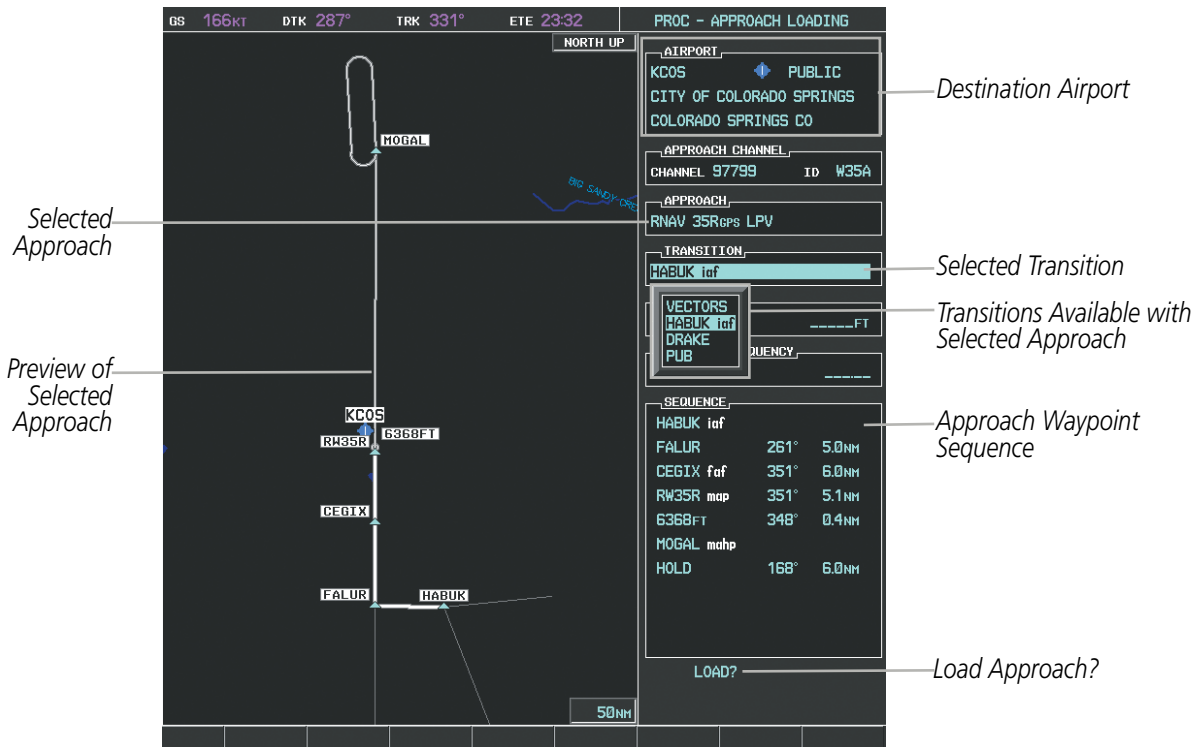 GS 166KT DTK 287° TRK 331° ETE 23:32 PROC – APPROACH LOADING
NORTH UP
AIRPORT
KCOS PUBLIC
CITY OF COLORADO SPRINGS
COLORADO SPRINGS CO
Destination Airport
MOGAL
BIG SANDY-CRE
APPROACH CHANNEL
CHANNEL 97799 ID W35A
APPROACH
RNAV 35RGPS LPV
Selected
Approach
TRANSITION
HABUK iaf
Selected Transition
VECTORS
HABUK iaf
DRAKE
PUB
_____FT
QUENCY
___.__
Transitions Available with
Selected Approach
Preview of
Selected
Approach
KCOS
RW35R
6368FT
CEGIX
FALUR
HABUK
SEQUENCE
HABUK iaf
FALUR 261° 5.0NM
CEGIX faf 351° 6.0NM
RW35R map 351° 5.1NM
6368FT 348° 0.4NM
MOGAL mahp
HOLD 168° 6.0NM
Approach Waypoint
Sequence
LOAD?
Load Approach?
50NM